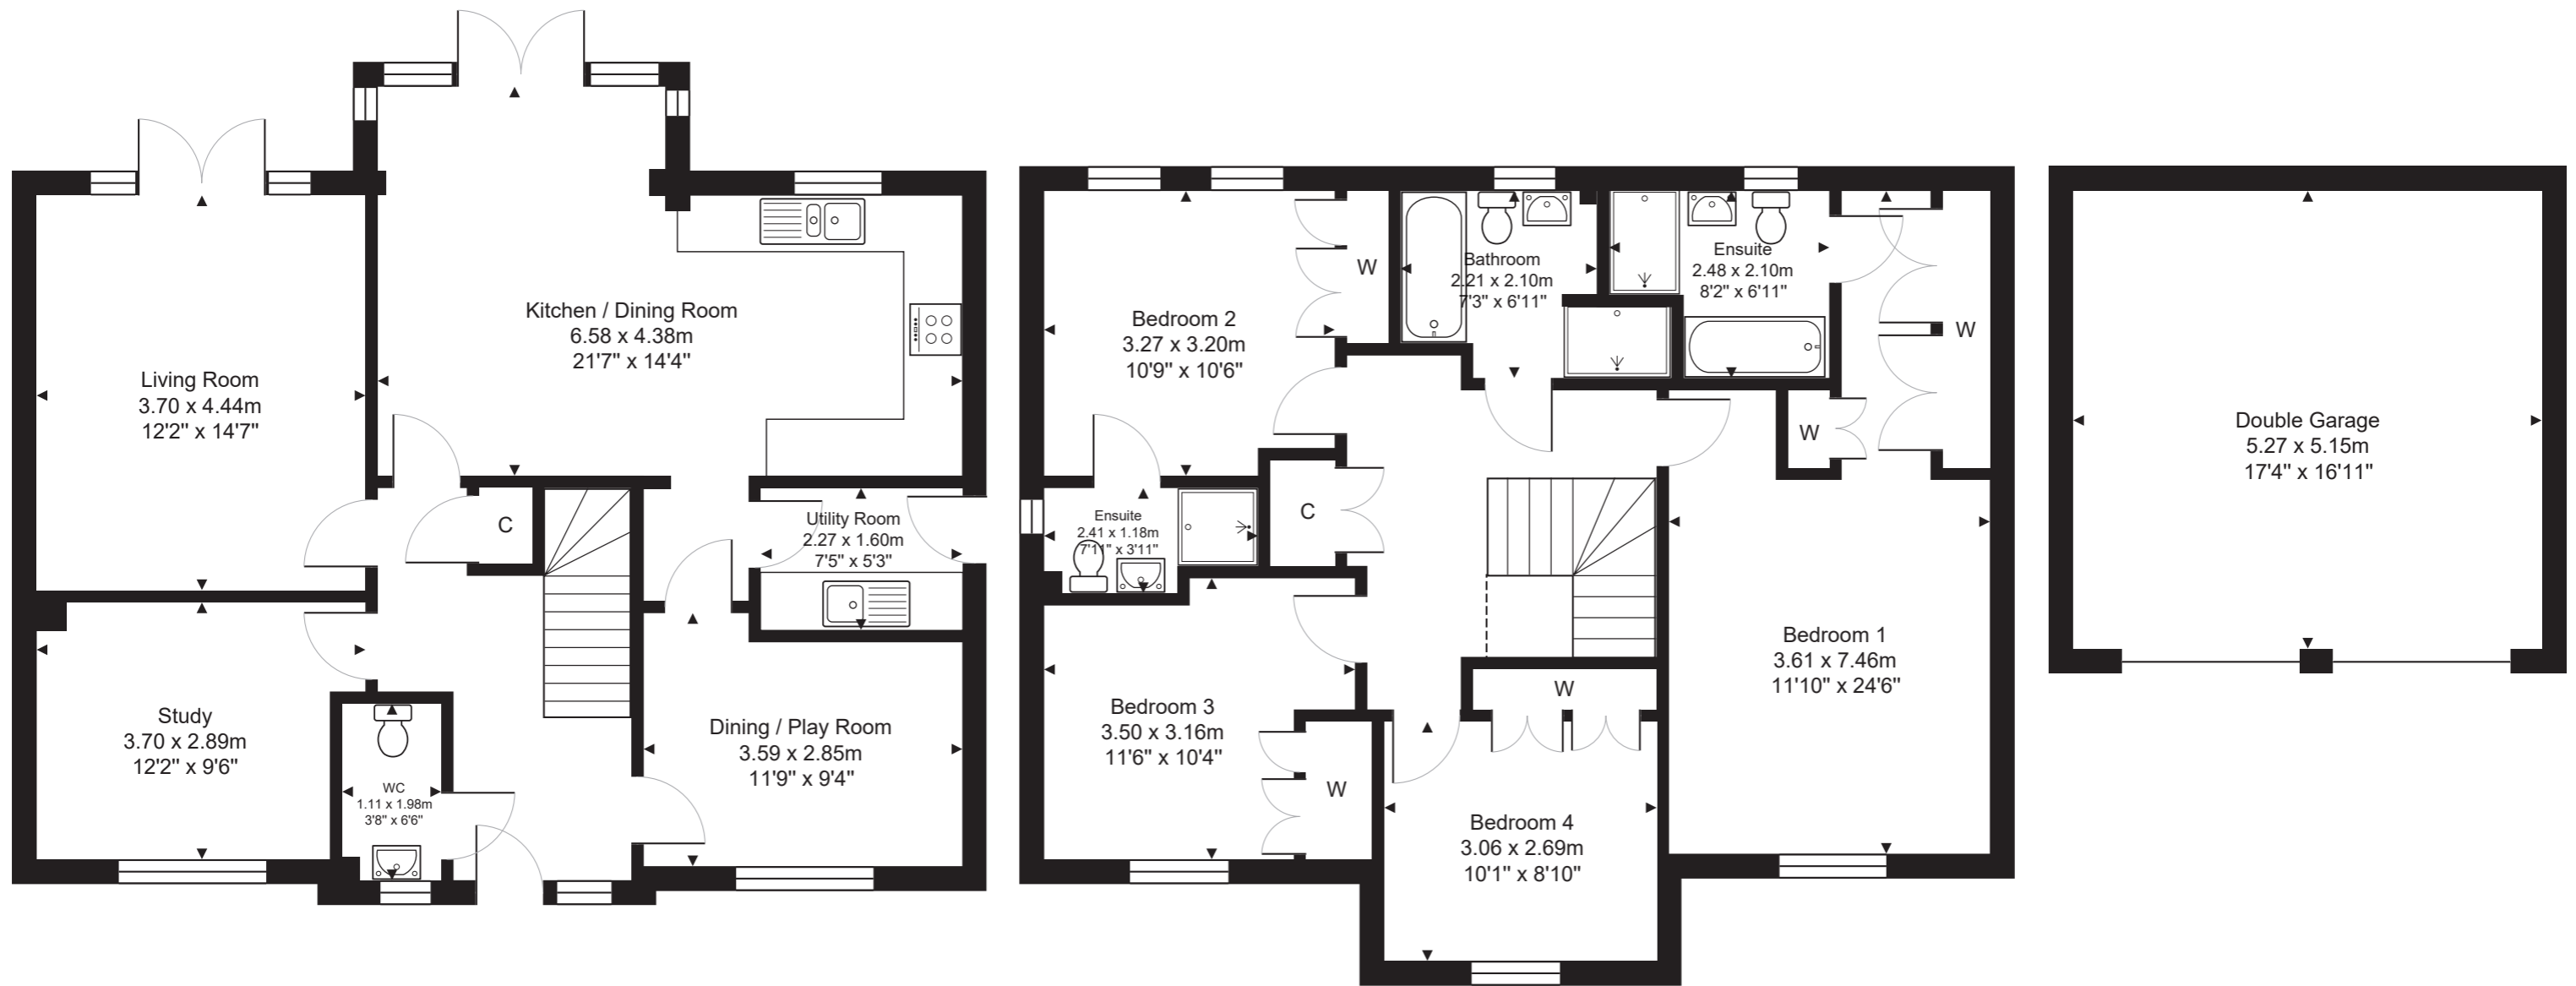 Kitchen / Dining Room
6.58 x 4.38m
21'7" x 14'4"
Living Room
3.70 x 4.44m
12'2" x 14'7"
C
Utility Room
2.27 x 1.60m
7'5" x 5'3"
Study
3.70 x 2.89m
12'2" x 9'6"
WC
1.11 x 1.98m
3'8" x 6'6"
Dining / Play Room
3.59 x 2.85m
11'9" x 9'4"
Bedroom 2
3.27 x 3.20m
10'9" x 10'6"
W
Bathroom
2.21 x 2.10m
7'3" x 6'11"
Ensuite
2.48 x 2.10m
8'2" x 6'11"
W
W
Ensuite
2.41 x 1.18m
7'11" x 3'11"
C
Bedroom 1
3.61 x 7.46m
11'10" x 24'6"
Bedroom 3
3.50 x 3.16m
11'6" x 10'4"
W
W
Bedroom 4
3.06 x 2.69m
10'1" x 8'10"
Double Garage
5.27 x 5.15m
17'4" x 16'11"